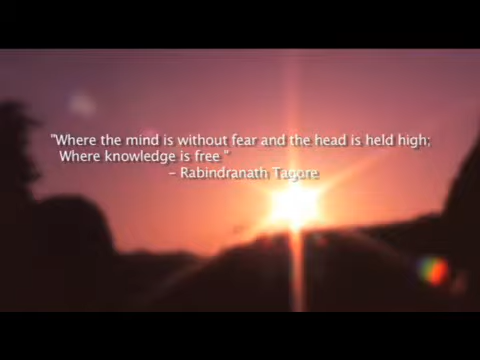 "Where the mind is without fear and the head is held high;
Where knowledge is free "
- Rabindranath Tagore